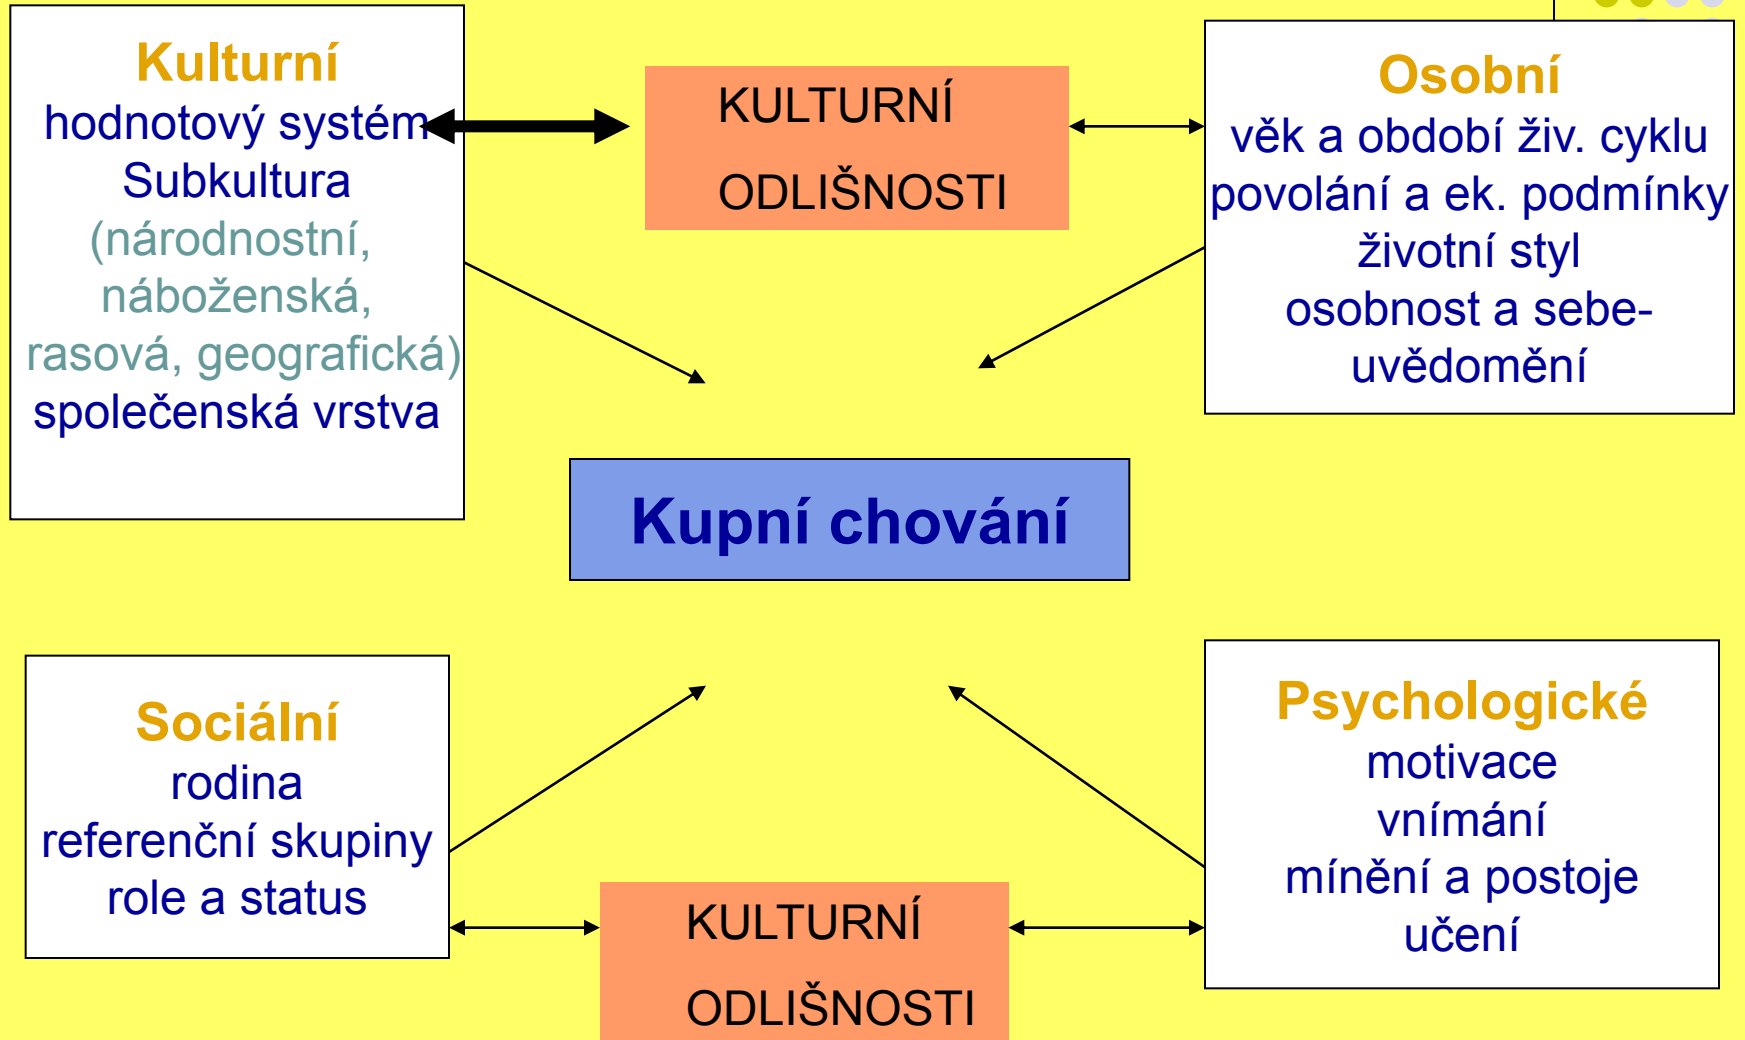 Kulturní
hodnotový systém
Subkultura
(národnostní,
náboženská,
rasová, geografická)
společenská vrstva
KULTURNÍ
ODLIŠNOSTI
Osobní
věk a období živ. cyklu
povolání a ek. podmínky
životní styl
osobnost a sebe-
uvědomění
Kupní chování
Sociální
rodina
referenční skupiny
role a status
KULTURNÍ
ODLIŠNOSTI
Psychologické
motivace
vnímání
mínění a postoje
učení